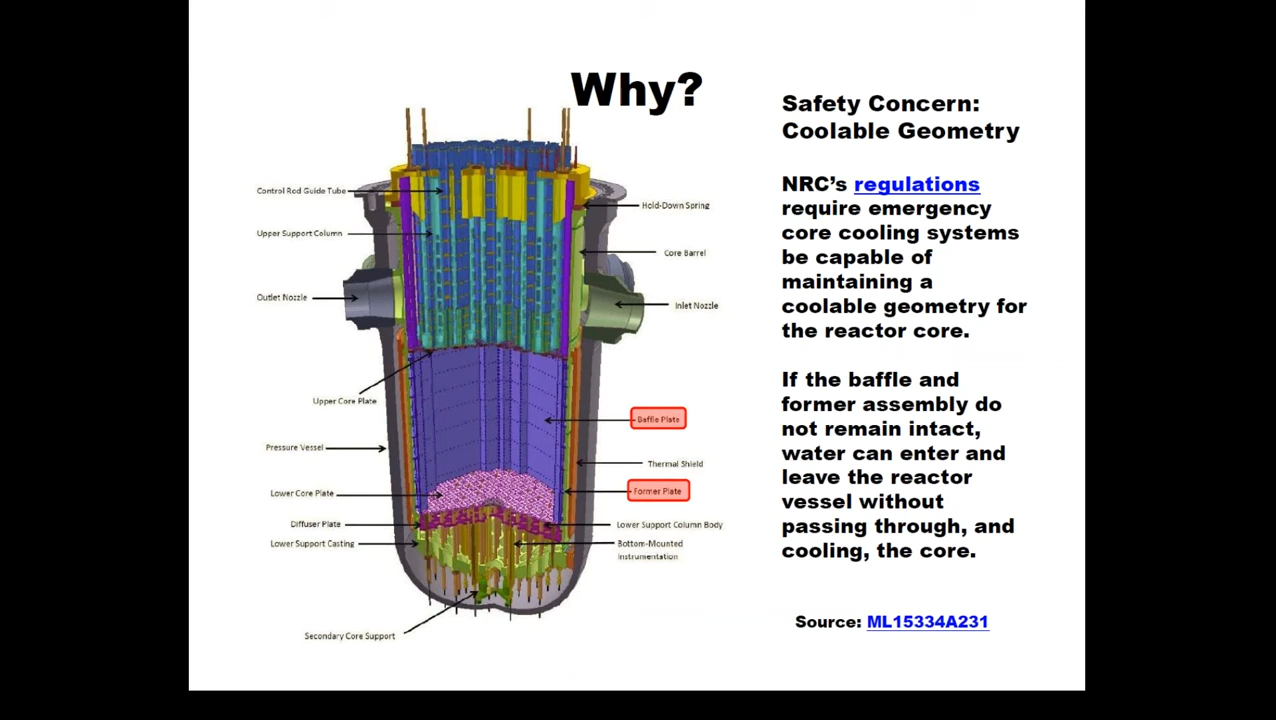 Why?
Safety Concern:
Coolable Geometry
NRC’s regulations
require emergency
core cooling systems
be capable of
maintaining a
coolable geometry for
the reactor core.
If the baffle and
former assembly do
not remain intact,
water can enter and
leave the reactor
vessel without
passing through, and
cooling, the core.
Source: ML15334A231
Control Rod Guide Tube
Upper Support Column
Outlet Nozzle
Upper Core Plate
Pressure Vessel
Lower Core Plate
Diffuser Plate
Lower Support Casting
Secondary Core Support
Hold-Down Spring
Core Barrel
Inlet Nozzle
Baffle Plate
Thermal Shield
Former Plate
Lower Support Column Body
Bottom-Mounted
Instrumentation